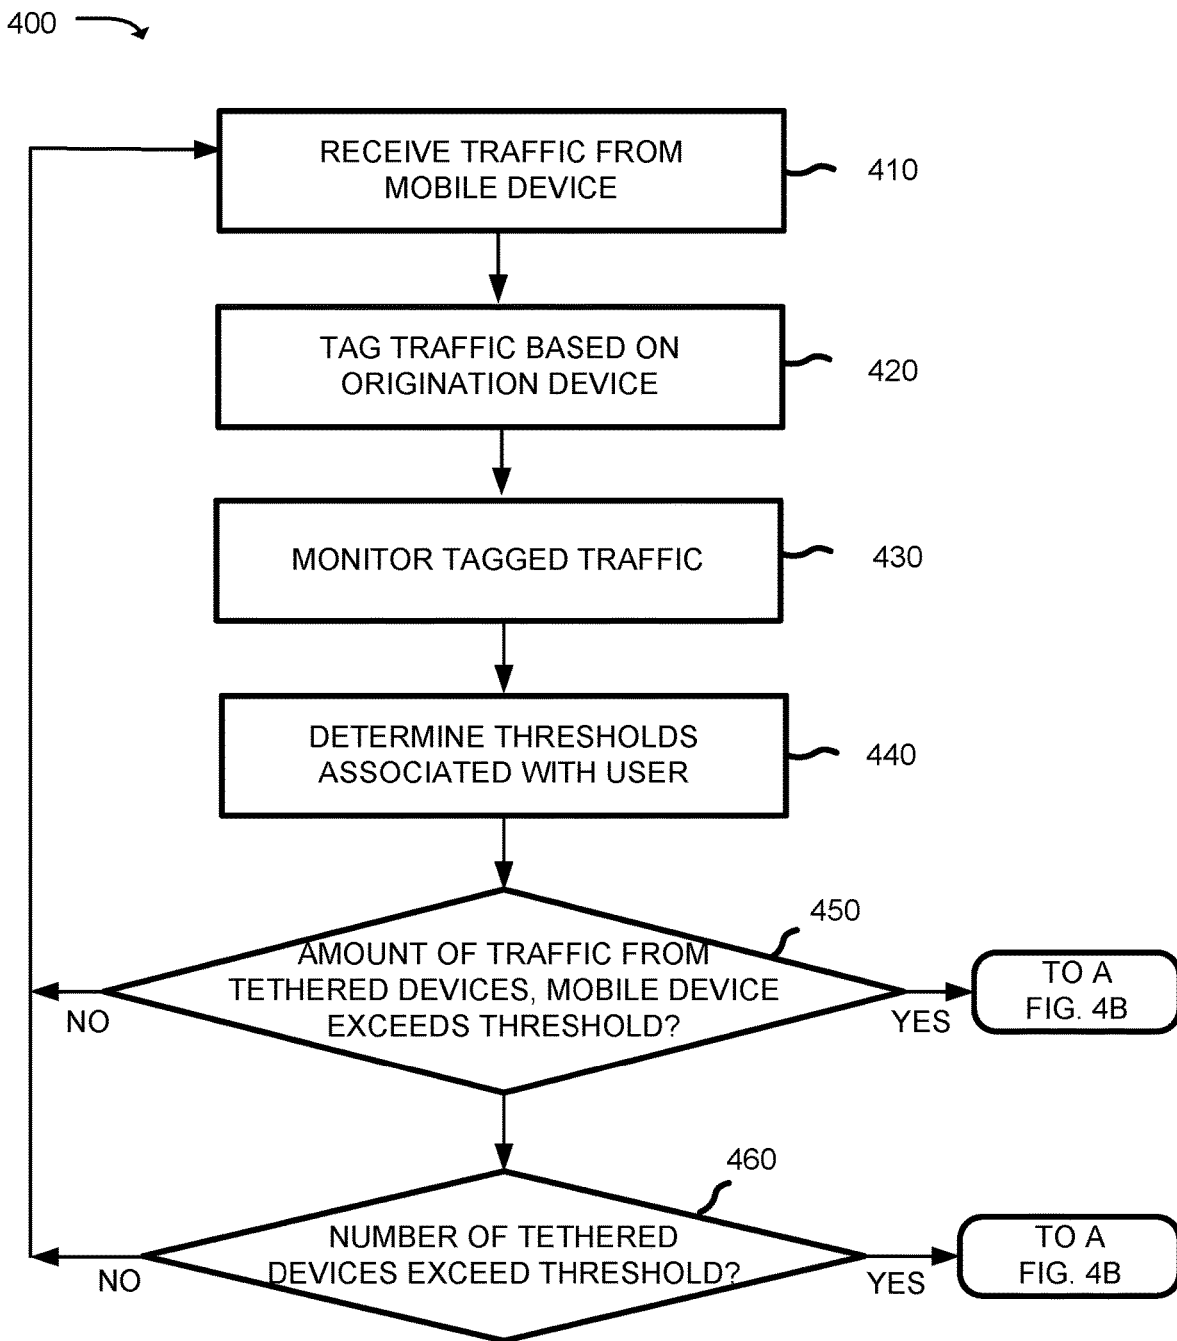 400
RECEIVE TRAFFIC FROM
MOBILE DEVICE
410
TAG TRAFFIC BASED ON
ORIGINATION DEVICE
420
MONITOR TAGGED TRAFFIC
430
DETERMINE THRESHOLDS
ASSOCIATED WITH USER
440
450
AMOUNT OF TRAFFIC FROM
TETHERED DEVICES, MOBILE DEVICE
EXCEEDS THRESHOLD?
NO
YES
TO A
FIG. 4B
460
NUMBER OF TETHERED
DEVICES EXCEED THRESHOLD?
NO
YES
TO A
FIG. 4B